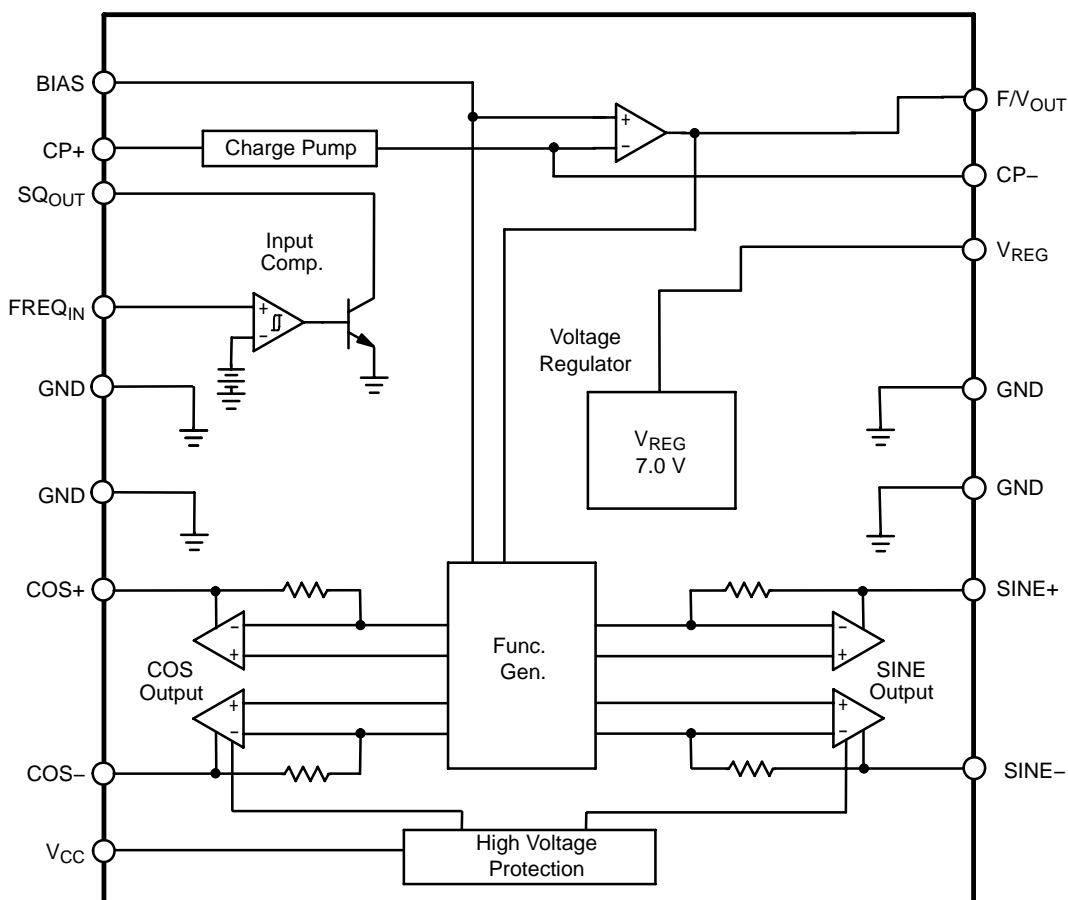 BIAS
F/VOUT
CP+
Charge Pump
+
−
CP−
SQOUT
Input
Comp.
VREG
FREQIN
+
−
Voltage
Regulator
GND
GND
VREG
7.0 V
GND
GND
COS+
SINE+
−
+
Func.
Gen.
−
+
COS
Output
SINE
Output
+
−
+
−
COS−
SINE−
VCC
High Voltage
Protection